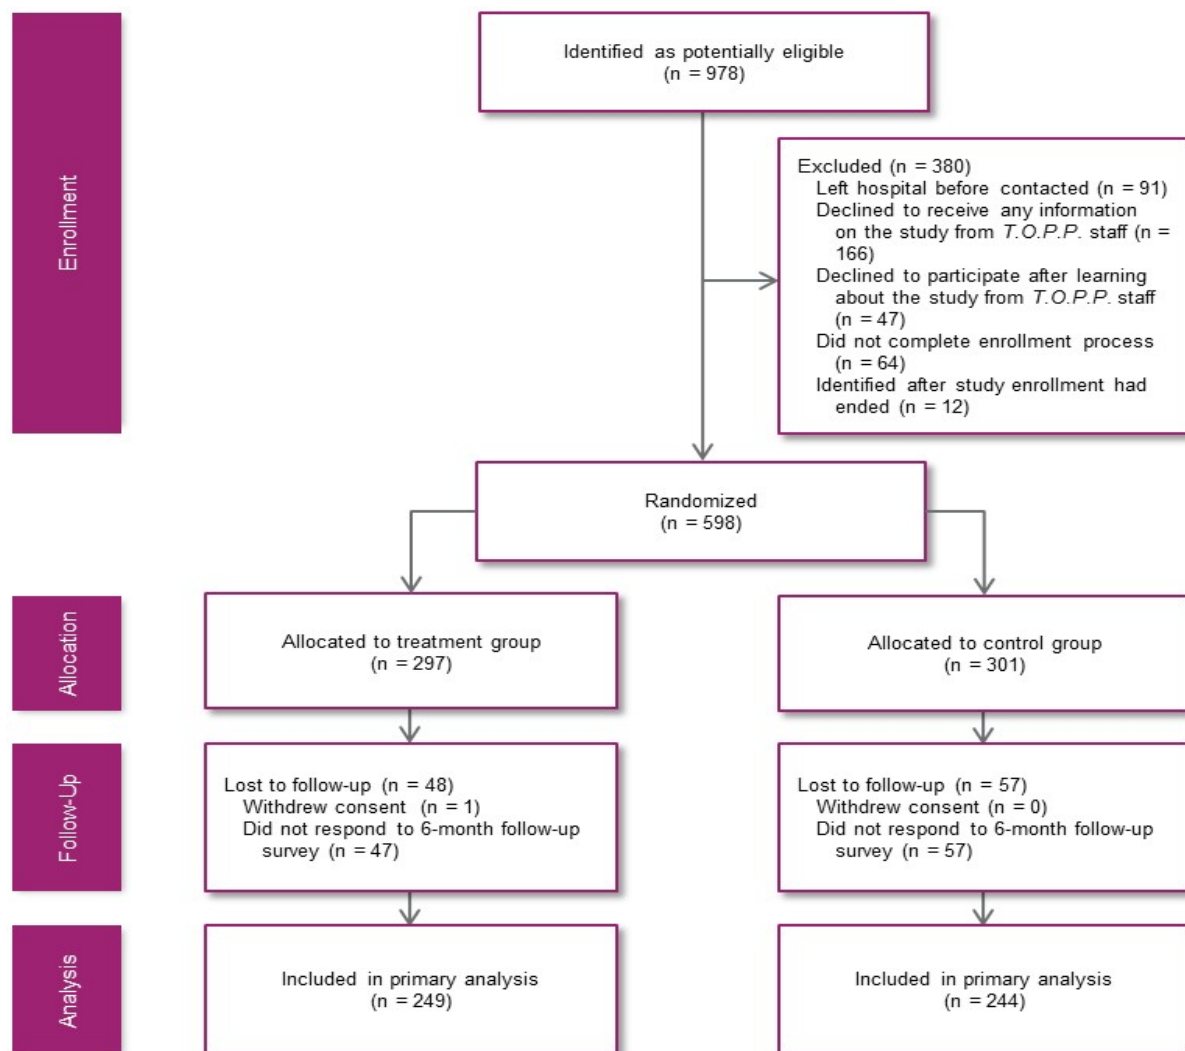 Enrollment
Identified as potentially eligible
(n = 978)
Excluded (n = 380)
Left hospital before contacted (n = 91)
Declined to receive any information
on the study from T.O.P.P. staff (n =
166)
Declined to participate after learning
about the study from T.O.P.P. staff
(n = 47)
Did not complete enrollment process
(n = 64)
Identified after study enrollment had
ended (n = 12)
Randomized
(n = 598)
Allocation
Allocated to treatment group
(n = 297)
Allocated to control group
(n = 301)
Follow-Up
Lost to follow-up (n = 48)
Withdrew consent (n = 1)
Did not respond to 6-month follow-up
survey (n = 47)
Lost to follow-up (n = 57)
Withdrew consent (n = 0)
Did not respond to 6-month follow-up
survey (n = 57)
Analysis
Included in primary analysis
(n = 249)
Included in primary analysis
(n = 244)